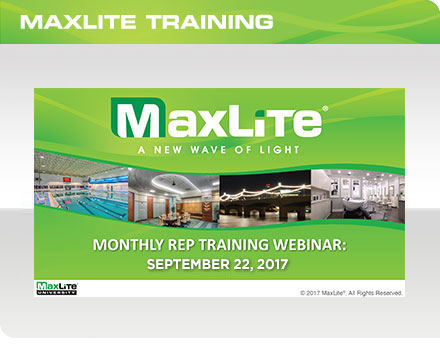 MAXLITE TRAINING
MAXLITE®
A NEW WAVE OF LIGHT
MONTHLY REP TRAINING WEBINAR:
SEPTEMBER 22, 2017
MAXLITE
UNIVERSITY
© 2017 MaxLite®. All Rights Reserved.